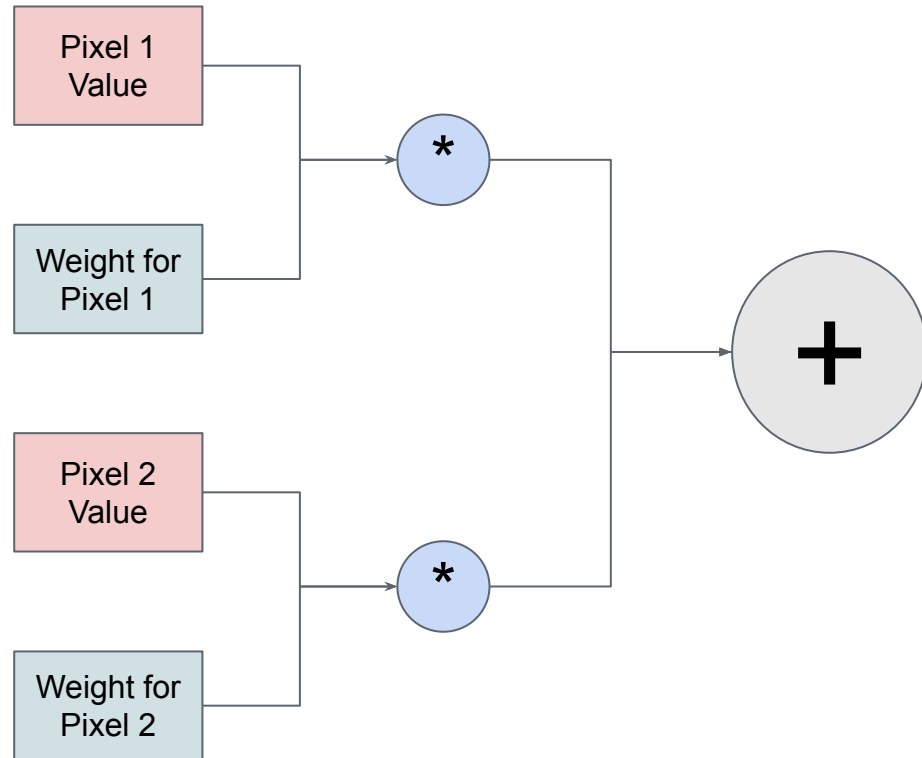 Pixel 1
Value
*
Weight for
Pixel 1
+
Pixel 2
Value
*
Weight for
Pixel 2